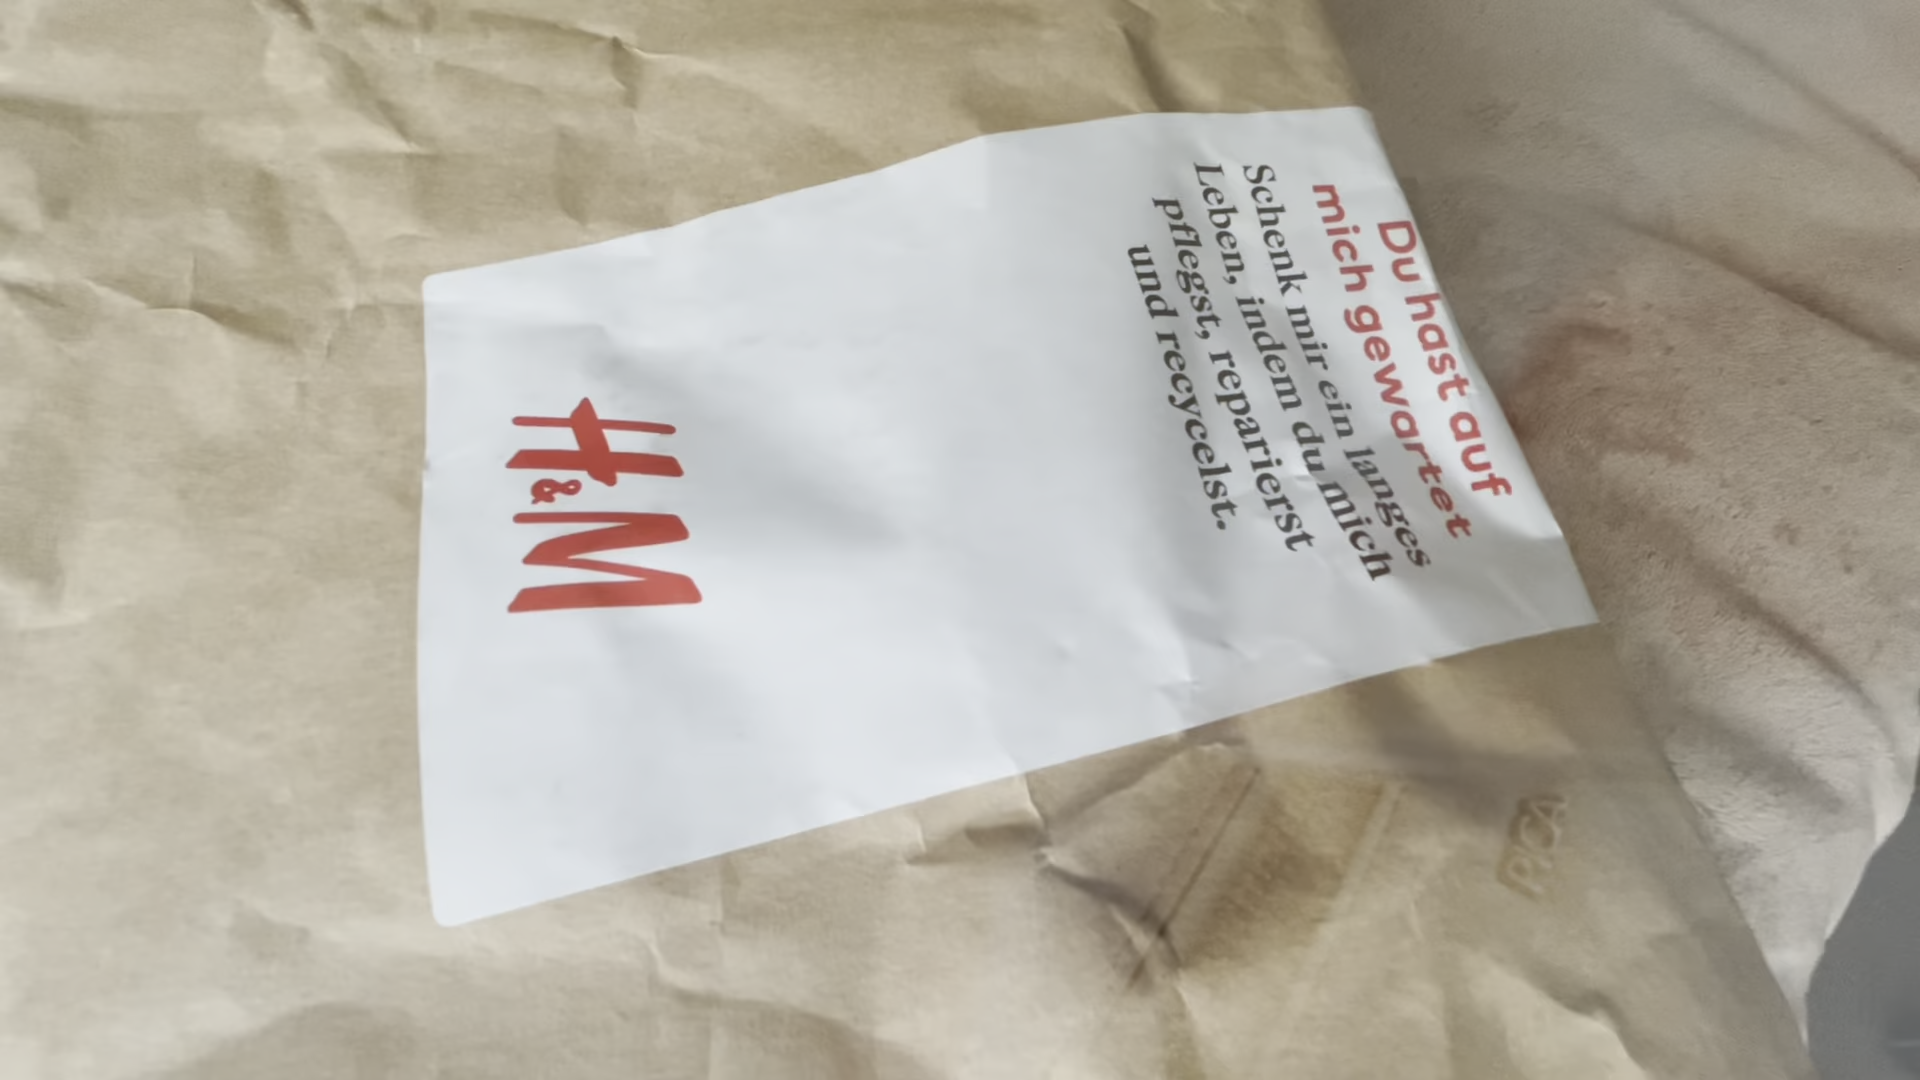 Du hast auf
mich gewartet
Schenk mir ein langes
Leben, indem du mich
pflegst, reparierst
und recycelst.
H&M